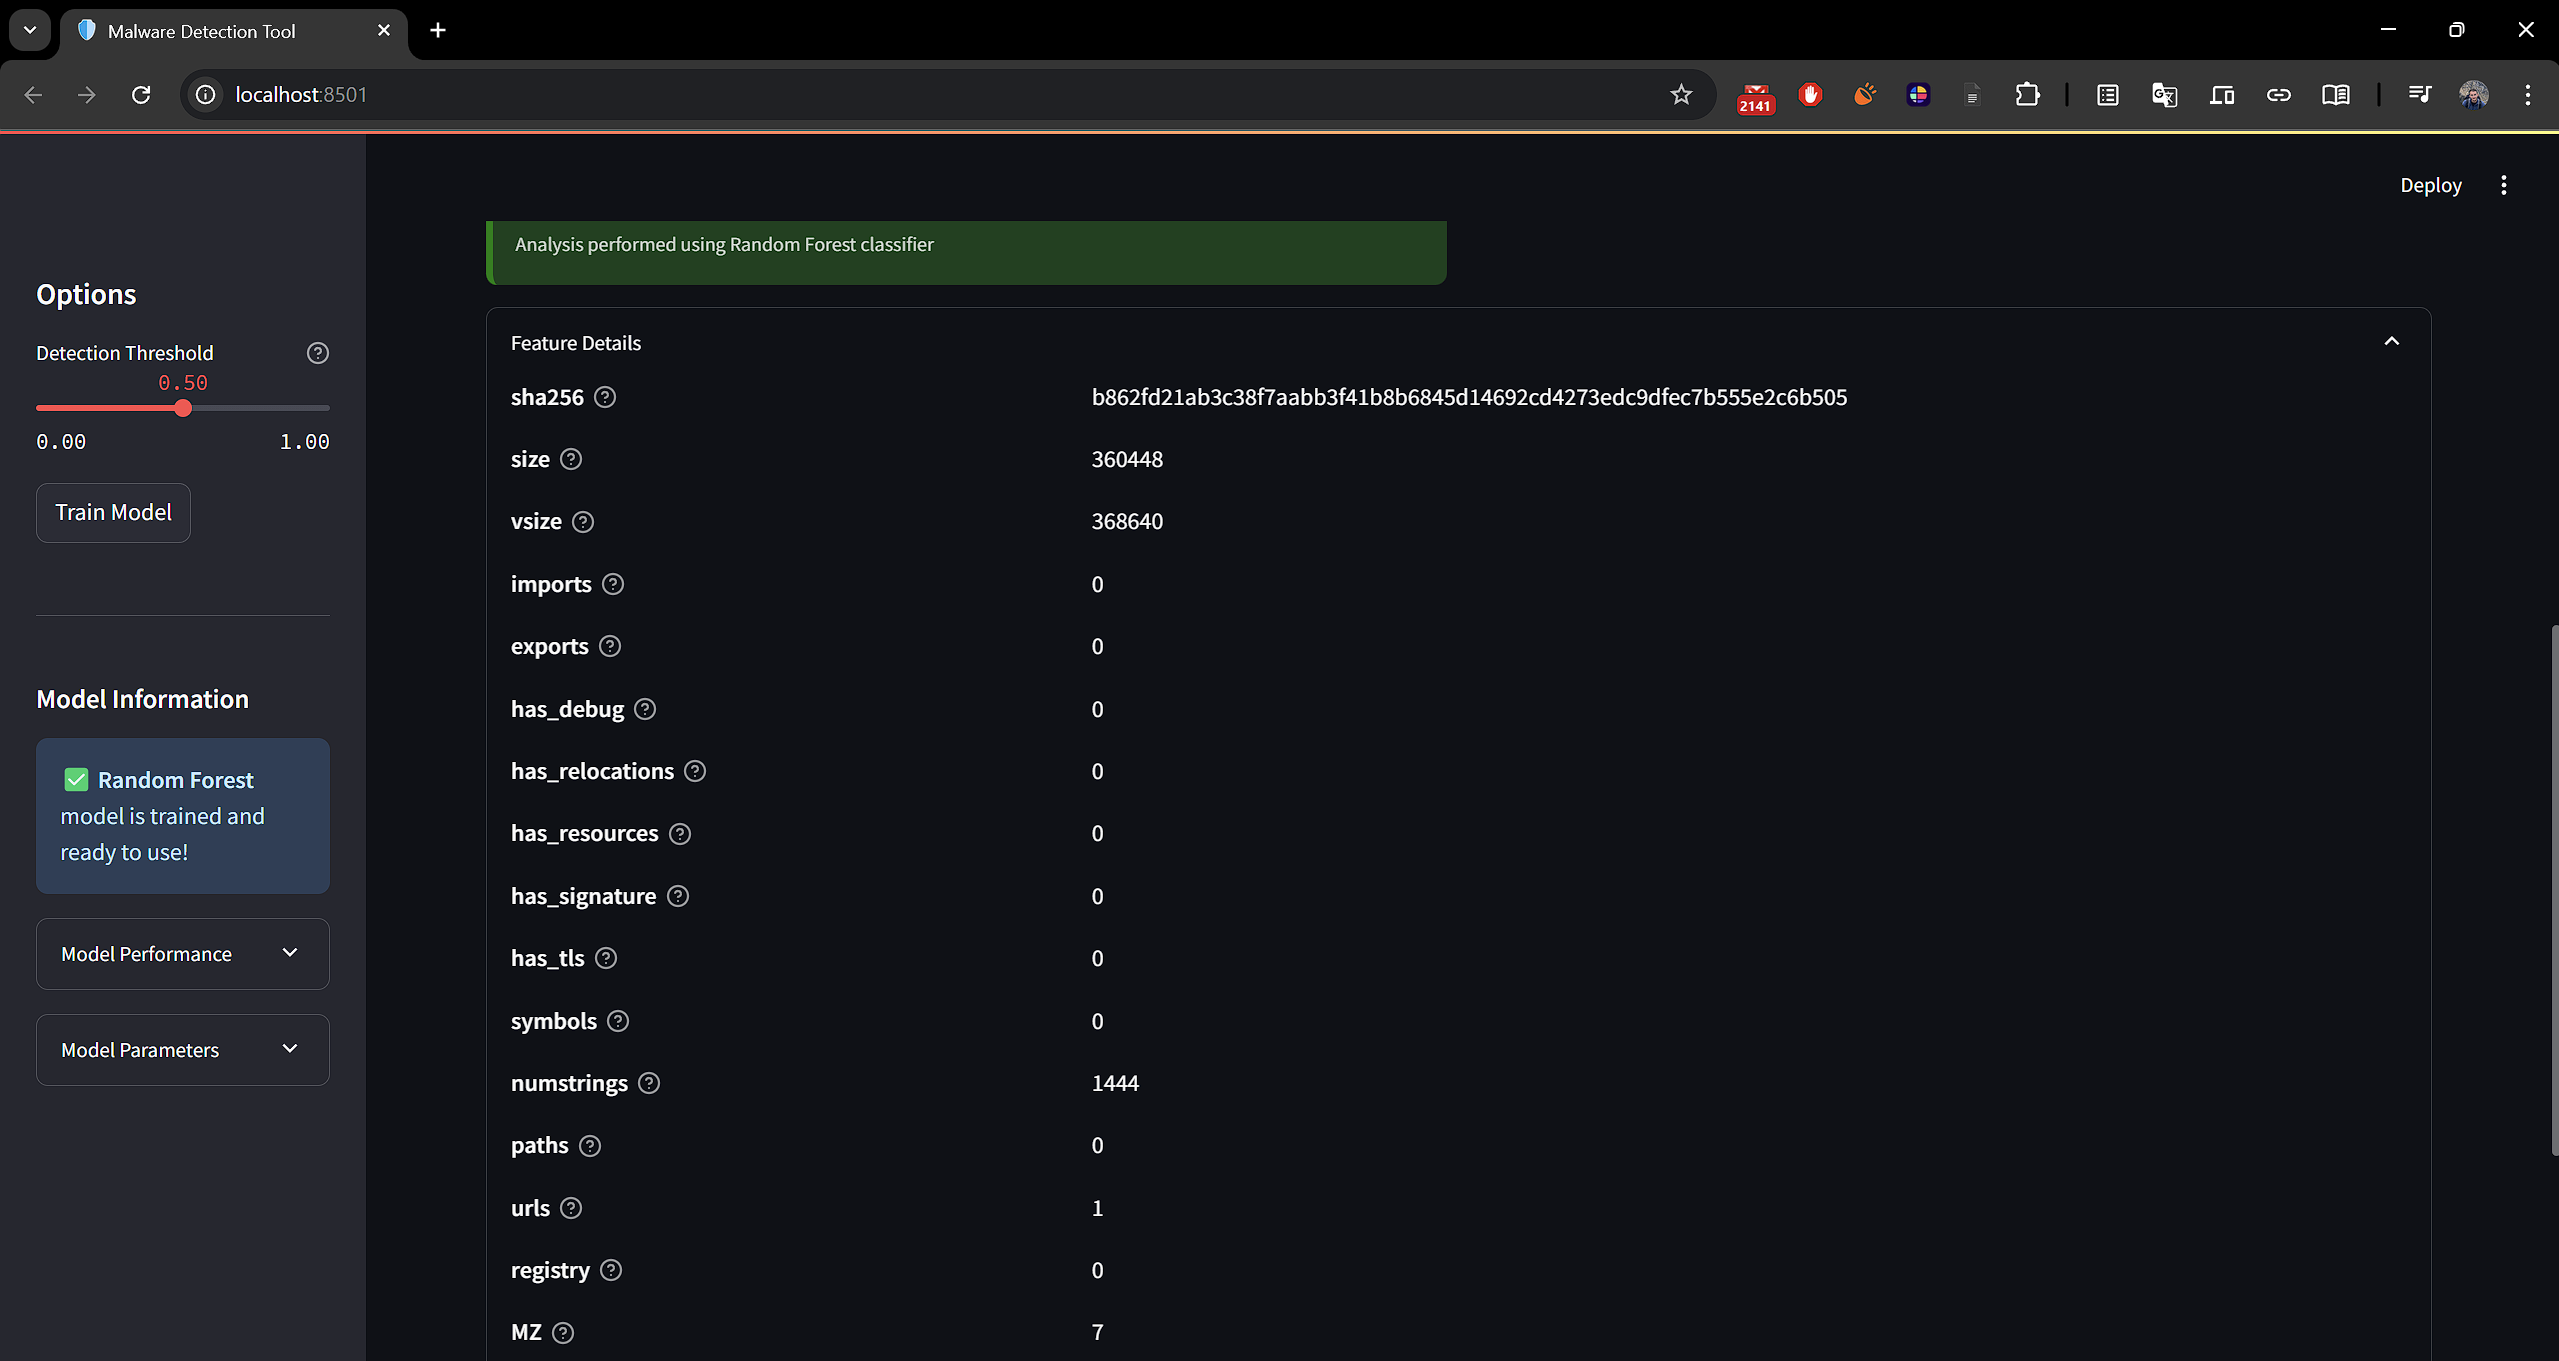 Malware Detection Tool
localhost:8501
2141
Deploy
Options
Detection Threshold
0.50
0.00 1.00
Train Model
Model Information
✅ Random Forest
model is trained and
ready to use!
Model Performance
Model Parameters
Analysis performed using Random Forest classifier
Feature Details
sha256 b862fd21ab3c38f7aabb3f41b8b6845d14692cd4273edc9dfec7b555e2c6b505
size 360448
vsize 368640
imports 0
exports 0
has_debug 0
has_relocations 0
has_resources 0
has_signature 0
has_tls 0
symbols 0
numstrings 1444
paths 0
urls 1
registry 0
MZ 7